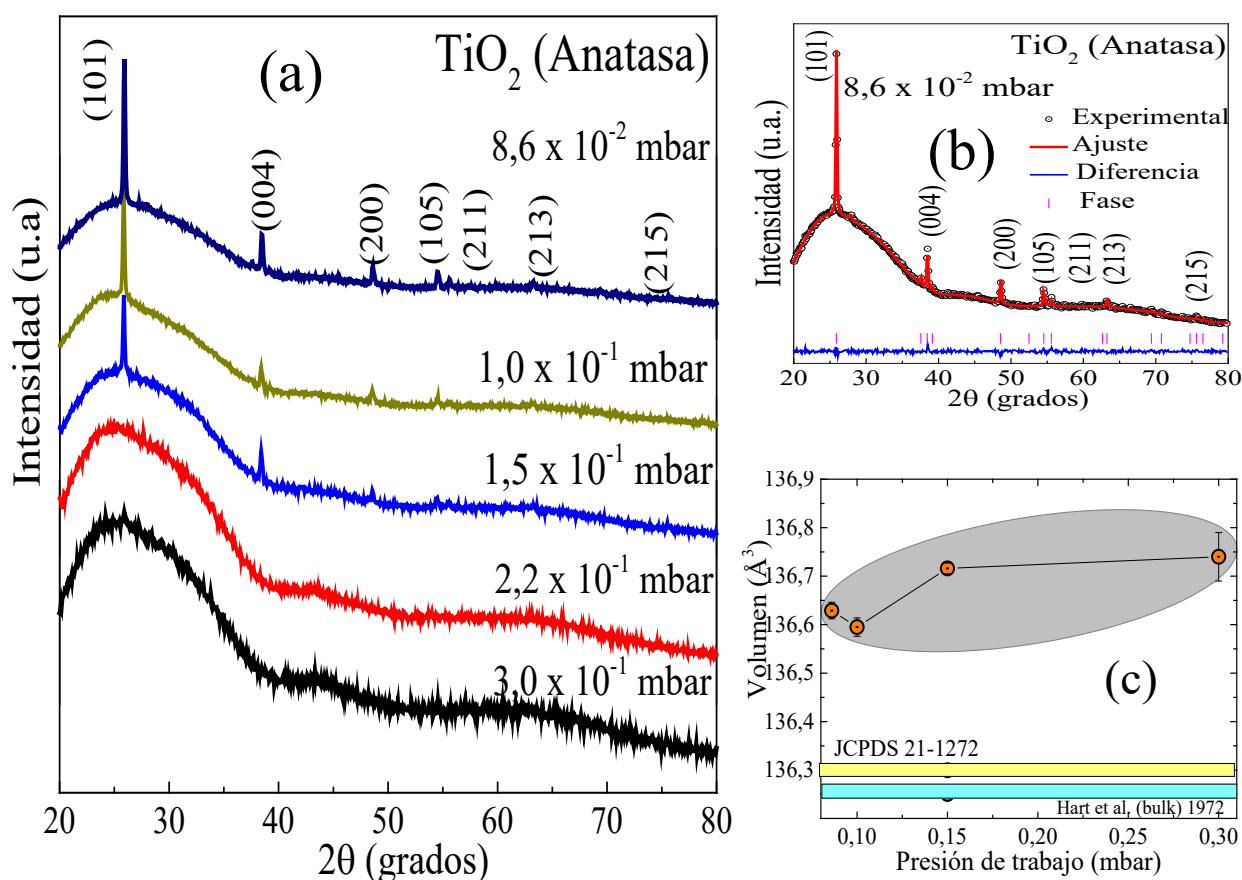 (a)
TiO2 (Anatasa)
(101)
8,6 x 10-2 mbar
(004)
(200)
(105)
(211)
(213)
(215)
1,0 x 10-1 mbar
1,5 x 10-1 mbar
2,2 x 10-1 mbar
3,0 x 10-1 mbar
Intensidad (u.a)
20 30 40 50 60 70 80
2θ (grados)
(b)
TiO2 (Anatasa)
(101)
8,6 x 10-2 mbar
Experimental
Ajuste
Diferencia
Fase
(004)
(200)
(105)
(211)
(213)
(215)
Intensidad (u.a.)
20 30 40 50 60 70 80
2θ (grados)
136,9
136,8
136,7
136,6
136,5
136,4
136,3
Volumen (Å3)
(c)
JCPDS 21-1272
Hart et al, (bulk) 1972
0,10 0,15 0,20 0,25 0,30
Presión de trabajo (mbar)